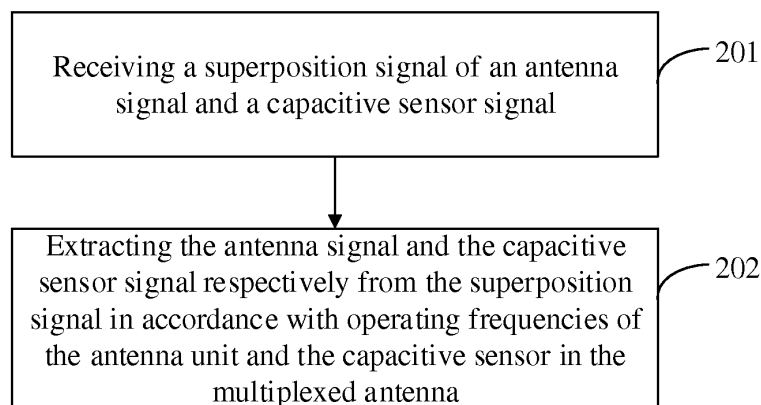 Receiving a superposition signal of an antenna
signal and a capacitive sensor signal
201
Extracting the antenna signal and the capacitive
sensor signal respectively from the superposition
signal in accordance with operating frequencies of
the antenna unit and the capacitive sensor in the
multiplexed antenna
202